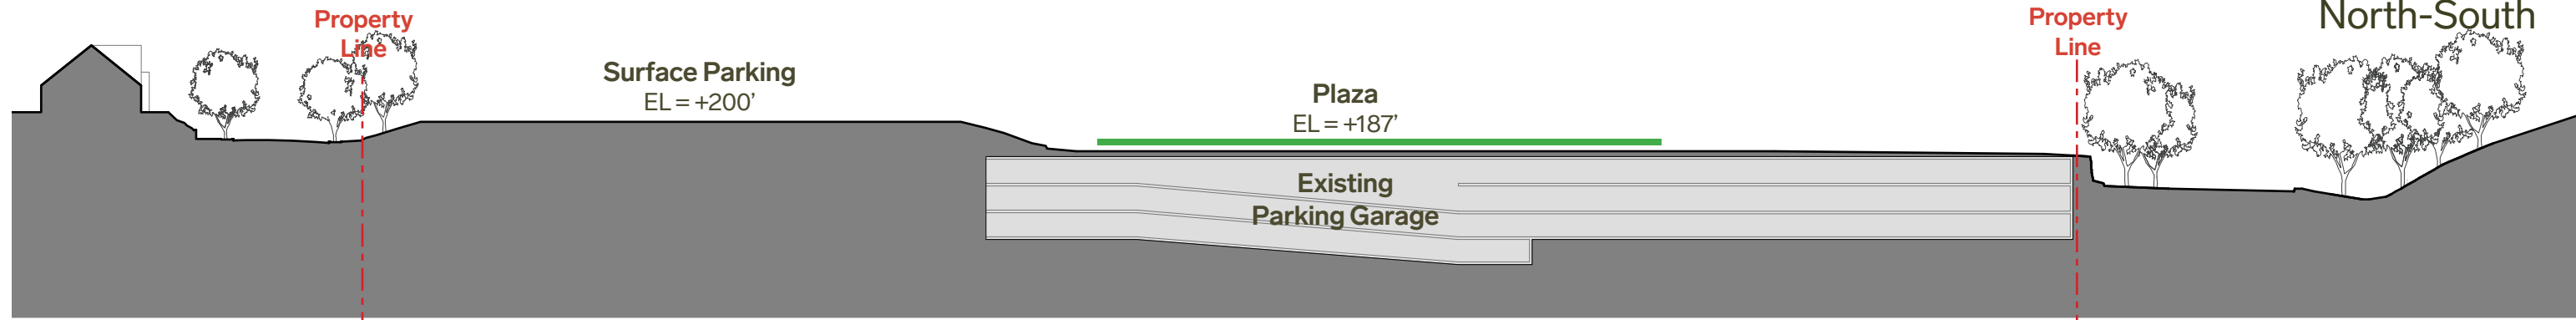 Property
Line
Surface Parking
EL = +200’
Plaza
EL = +187’
Existing
Parking Garage
Property
Line
North-South